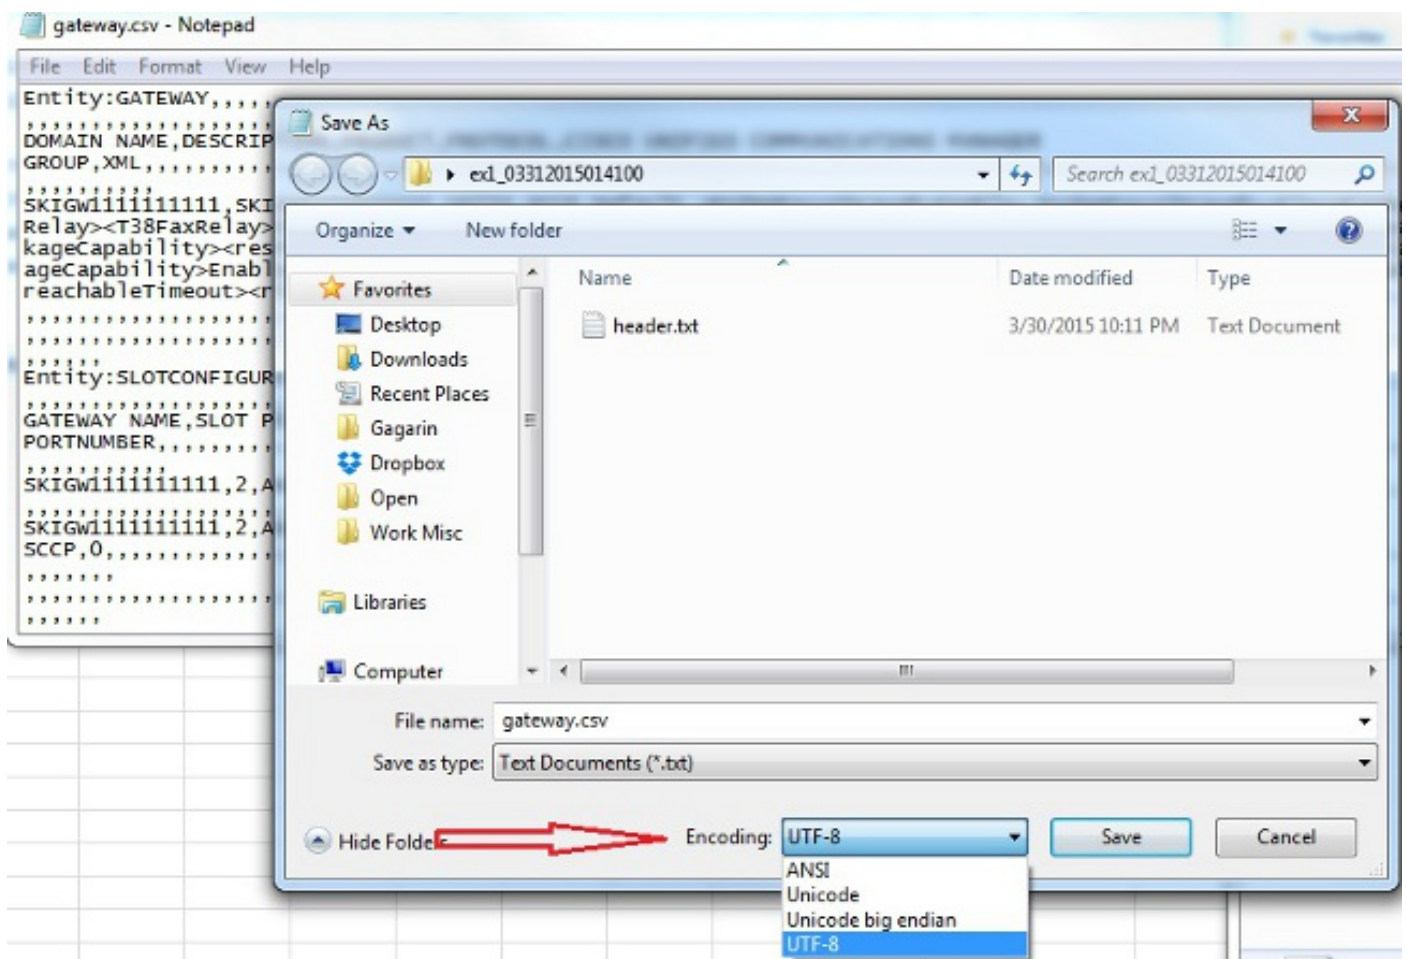 gateway.csv - Notepad
File Edit Format View Help
Entity:GATEWAY,,,,,
,,,,,,,,,,,,,,,,,,,
DOMAIN NAME,DESCRIP
GROUP,XML,,,,,,,,,,
,,,,,,,,,,
SKIGW1111111111,SKI
Relay><T38FaxRelay>
kageCapability><res
ageCapability>Enabl
reachableTimeout><r
,,,,,,,,,,,,,,,,,,,
,,,,,,,,,,,,,,,,,,,
,,,,,,
Entity:SLOTCONFIGUR
,,,,,,,,,,,,,,,,,,,
GATEWAY NAME,SLOT P
PORTNUMBER,,,,,,,,,
,,,,,,,,,,,
SKIGW1111111111,2,A
,,,,,,,,,,,,,,,,,,,
SKIGW1111111111,2,A
SCCP,0,,,,,,,,,,,,,
,,,,,,,
,,,,,,,,,,,,,,,,,,,
,,,,,,
Save As
ex1_03312015014100
Search ex1_03312015014100
Organize New folder
Name Date modified Type
Favorites
Desktop
Downloads
Recent Places
Gagarin
Dropbox
Open
Work Misc
Libraries
Computer
header.txt 3/30/2015 10:11 PM Text Document
File name: gateway.csv
Save as type: Text Documents (*.txt)
Hide Folders Encoding: UTF-8 Save Cancel
ANSI
Unicode
Unicode big endian
UTF-8